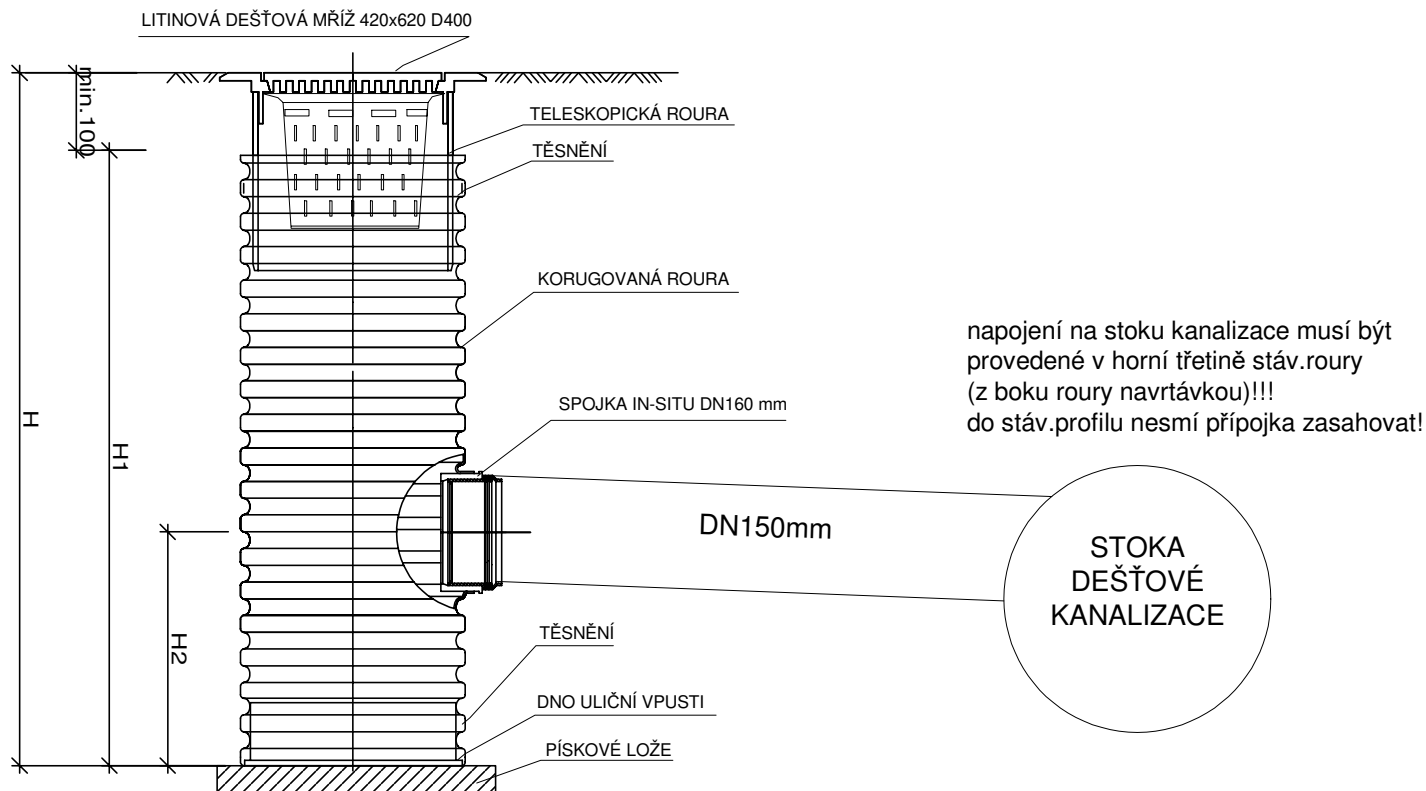 LITINOVÁ DEŠŤOVÁ MŘÍŽ 420x620 D400
min.100
TELESKOPICKÁ ROURA
TĚSNĚNÍ
KORUGOVANÁ ROURA
napojení na stoku kanalizace musí být
provedené v horní třetině stáv.roury
(z boku roury navrtávkou)!!!
do stáv.profilu nesmí přípojka zasahovat!
SPOJKA IN-SITU DN160 mm
H
H1
DN150mm
STOKA
DEŠŤOVÉ
KANALIZACE
H2
TĚSNĚNÍ
DNO ULIČNÍ VPUSTI
PÍSKOVÉ LOŽE